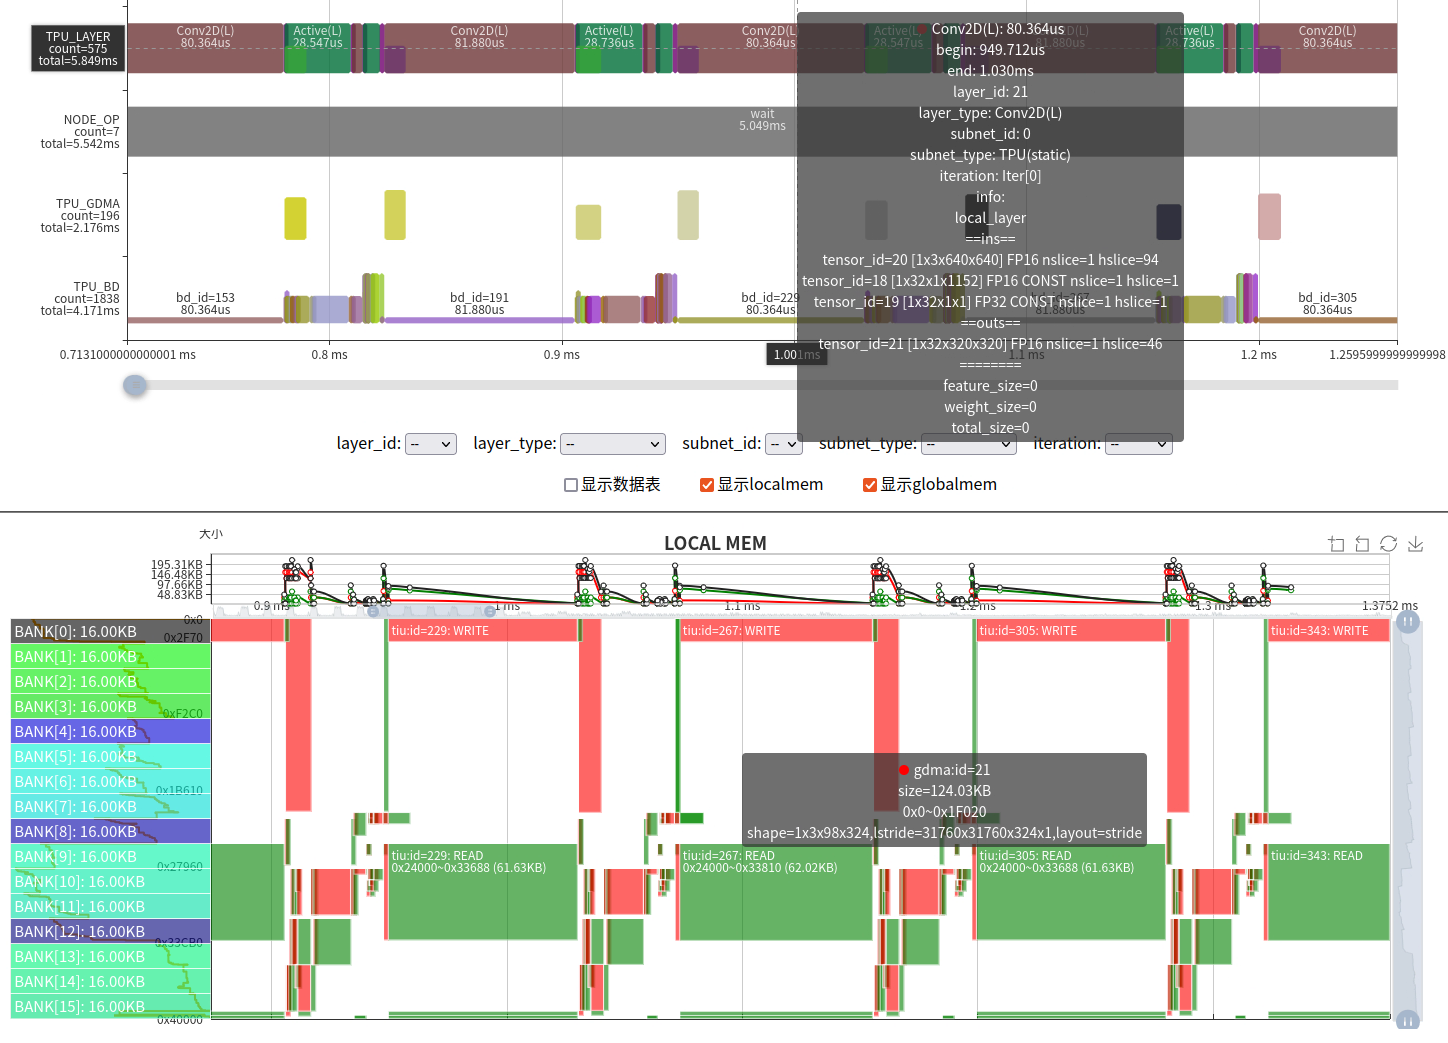 TPU_LAYER
count=575
total=5.849ms
Conv2D(L)
80.364us
Active(L)
28.547us
Conv2D(L)
81.880us
Active(L)
28.736us
Conv2D(L)
80.364us
Active(L)
28.736us
Conv2D(L)
80.364us
NODE_OP
count=7
total=5.542ms
wait
5.049ms
TPU_GDMA
count=196
total=2.176ms
TPU_BD
count=1838
total=4.171ms
bd_id=153
80.364us
bd_id=191
81.880us
bd_id=229
80.364us
bd_id=305
80.364us
0.7131000000000001 ms
0.8 ms
0.9 ms
1.001ms
1.1 ms
1.2 ms
1.2595999999999998
Conv2D(L): 80.364us
begin: 949.712us
end: 1.030ms
layer_id: 21
layer_type: Conv2D(L)
subnet_id: 0
subnet_type: TPU(static)
iteration: Iter[0]
info:
local_layer
==ins==
tensor_id=20 [1x3x640x640] FP16 nslice=1 hslice=94
tensor_id=18 [1x32x1x1152] FP16 CONST nslice=1 hslice=1
tensor_id=19 [1x32x1x1] FP32 CONST nslice=1 hslice=1
==outs==
tensor_id=21 [1x32x320x320] FP16 nslice=1 hslice=46
========
feature_size=0
weight_size=0
total_size=0
layer_id: --
layer_type: --
subnet_id: --
subnet_type: --
iteration: --
显示数据表
显示localmem
显示globalmem
大小
LOCAL MEM
195.31KB
146.48KB
97.66KB
48.83KB
0.9 ms
1 ms
1.1 ms
1.2 ms
1.3 ms
1.3752 ms
0x0
0x2F70
0xF2C0
0x1B610
0x27960
0x33CB0
0x40000
BANK[0]: 16.00KB
BANK[1]: 16.00KB
BANK[2]: 16.00KB
BANK[3]: 16.00KB
BANK[4]: 16.00KB
BANK[5]: 16.00KB
BANK[6]: 16.00KB
BANK[7]: 16.00KB
BANK[8]: 16.00KB
BANK[9]: 16.00KB
BANK[10]: 16.00KB
BANK[11]: 16.00KB
BANK[12]: 16.00KB
BANK[13]: 16.00KB
BANK[14]: 16.00KB
BANK[15]: 16.00KB
tiu:id=229: WRITE
tiu:id=267: WRITE
tiu:id=305: WRITE
tiu:id=343: WRITE
gdma:id=21
size=124.03KB
0x0~0x1F020
shape=1x3x98x324,lstride=31760x31760x324x1,layout=stride
tiu:id=229: READ
0x24000~0x33688 (61.63KB)
tiu:id=267: READ
0x24000~0x33810 (62.02KB)
tiu:id=305: READ
0x24000~0x33688 (61.63KB)
tiu:id=343: READ